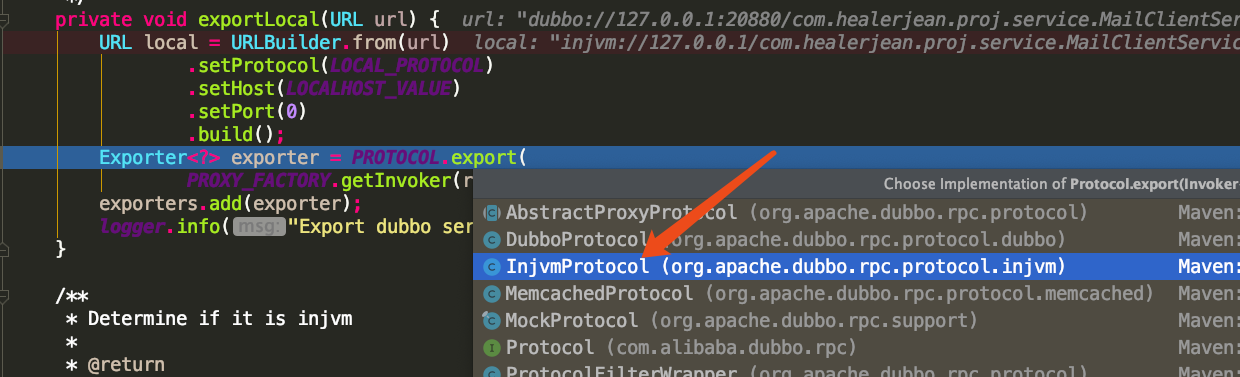 */
private void exportLocal(URL url) { url: "dubbo://127.0.0.1:20880/com.healerjean.proj.service.MailClientSer
URL local = URLBuilder.from(url) local: "injvm://127.0.0.1/com.healerjean.proj.service.MailClientServic
.setProtocol(LOCAL_PROTOCOL)
.setHost(LOCALHOST_VALUE)
.setPort(0)
.build();
Exporter<?> exporter = PROTOCOL.export(
PROXY_FACTORY.getInvoker(r
Choose Implementation of Protocol.export(Invoker
exporters.add(exporter);
AbstractProxyProtocol (org.apache.dubbo.rpc.protocol) Maven:
logger.info( msg: "Export dubbo ser
DubboProtocol (org.apache.dubbo.rpc.protocol.dubbo) Maven:
}
InjvmProtocol (org.apache.dubbo.rpc.protocol.injvm) Maven:
/**
MemcachedProtocol (org.apache.dubbo.rpc.protocol.memcached) Maven:
* Determine if it is injvm
MockProtocol (org.apache.dubbo.rpc.support) Maven:
*
Protocol (com.alibaba.dubbo.rpc) Maven:
* @return
ProtocolFilterWrapper (org.apache.dubbo.rpc.protocol) Maven: